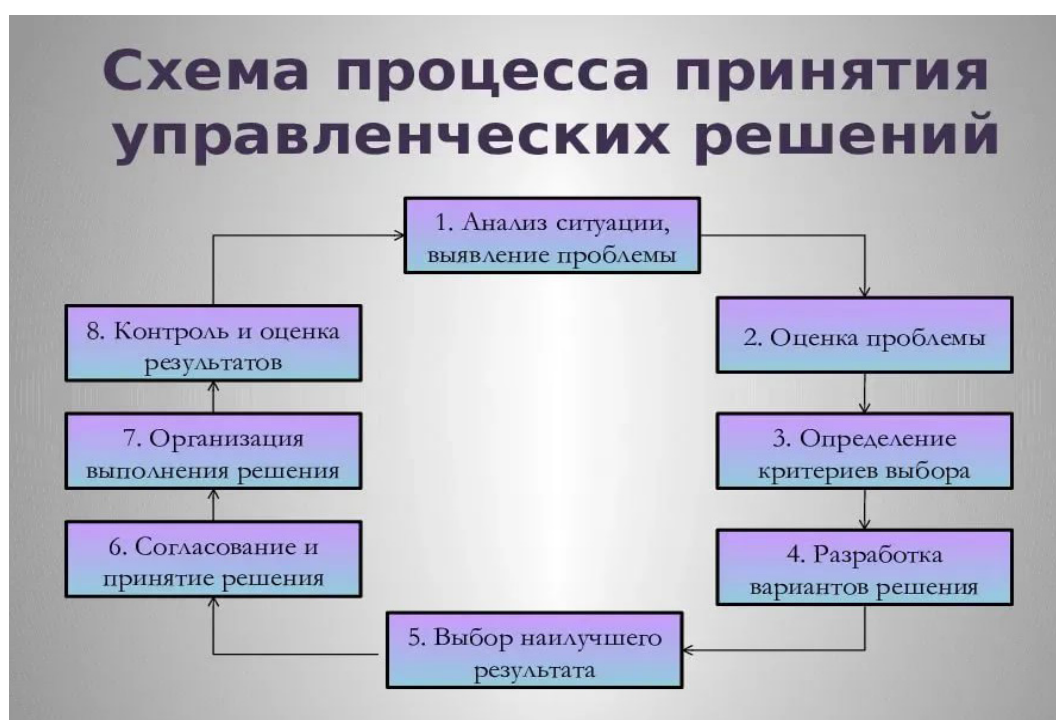 Схема процесса принятия
управленческих решений
1. Анализ ситуации,
выявление проблемы
2. Оценка проблемы
3. Определение
критериев выбора
4. Разработка
вариантов решения
5. Выбор наилучшего
результата
6. Согласование и
принятие решения
7. Организация
выполнения решения
8. Контроль и оценка
результатов